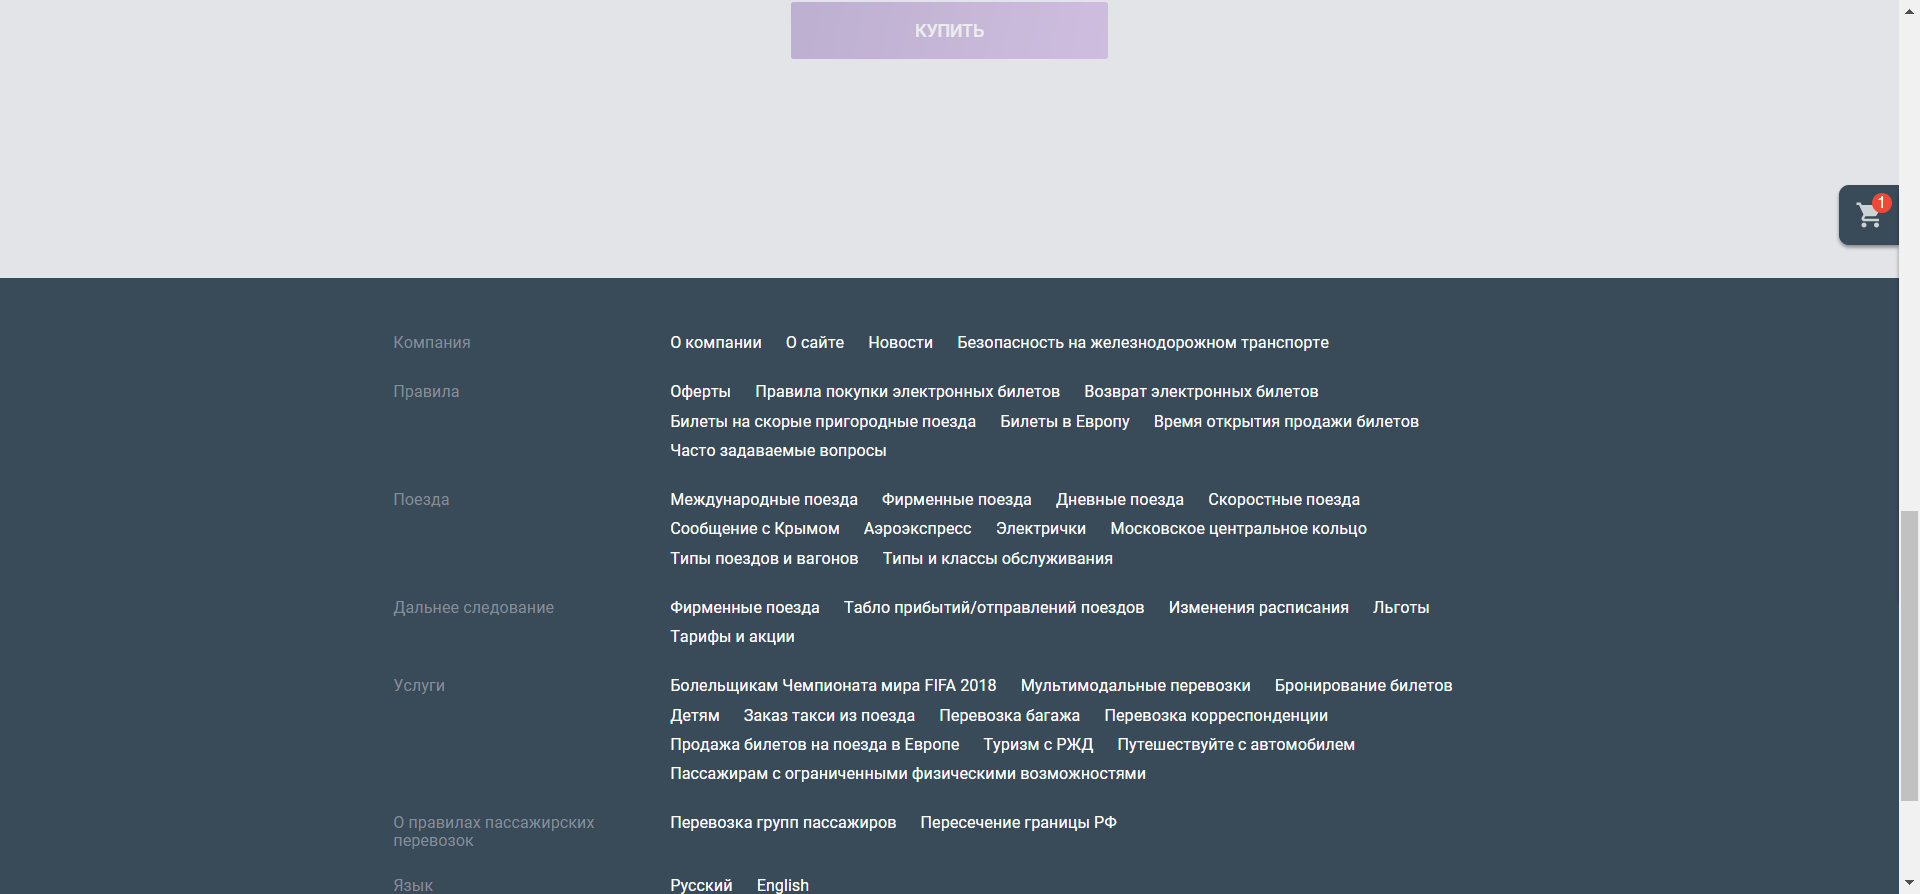 КУПИТЬ
1
Компания
О компании О сайте Новости Безопасность на железнодорожном транспорте
Правила
Оферты Правила покупки электронных билетов Возврат электронных билетов
Билеты на скорые пригородные поезда Билеты в Европу Время открытия продажи билетов
Часто задаваемые вопросы
Поезда
Международные поезда Фирменные поезда Дневные поезда Скоростные поезда
Сообщение с Крымом Аэроэкспресс Электрички Московское центральное кольцо
Типы поездов и вагонов Типы и классы обслуживания
Дальнее следование
Фирменные поезда Табло прибытий/отправлений поездов Изменения расписания Льготы
Тарифы и акции
Услуги
Болельщикам Чемпионата мира FIFA 2018 Мультимодальные перевозки Бронирование билетов
Детям Заказ такси из поезда Перевозка багажа Перевозка корреспонденции
Продажа билетов на поезда в Европе Туризм с РЖД Путешествуйте с автомобилем
Пассажирам с ограниченными физическими возможностями
О правилах пассажирских
перевозок
Перевозка групп пассажиров Пересечение границы РФ
Язык
Русский English